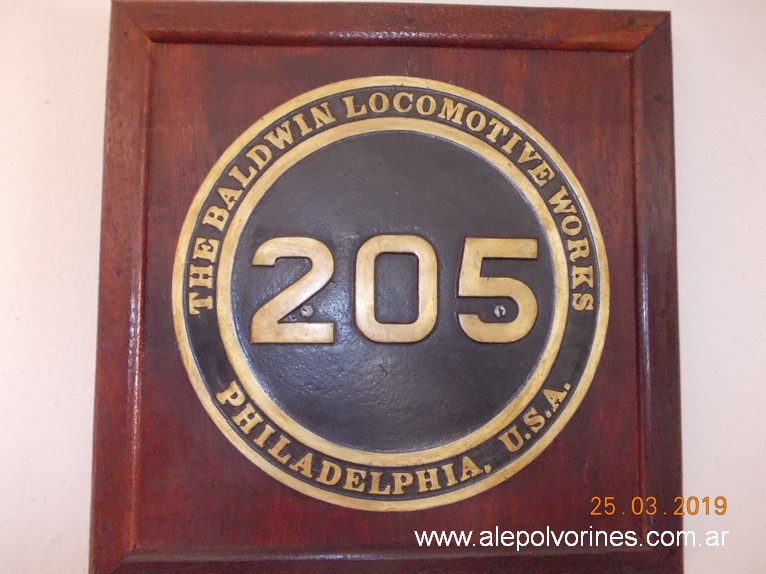 THE BALDWIN LOCOMOTIVE WORKS
205
PHILADELPHIA, U.S.A.
25.03.2019
www.alepolvorines.com.ar